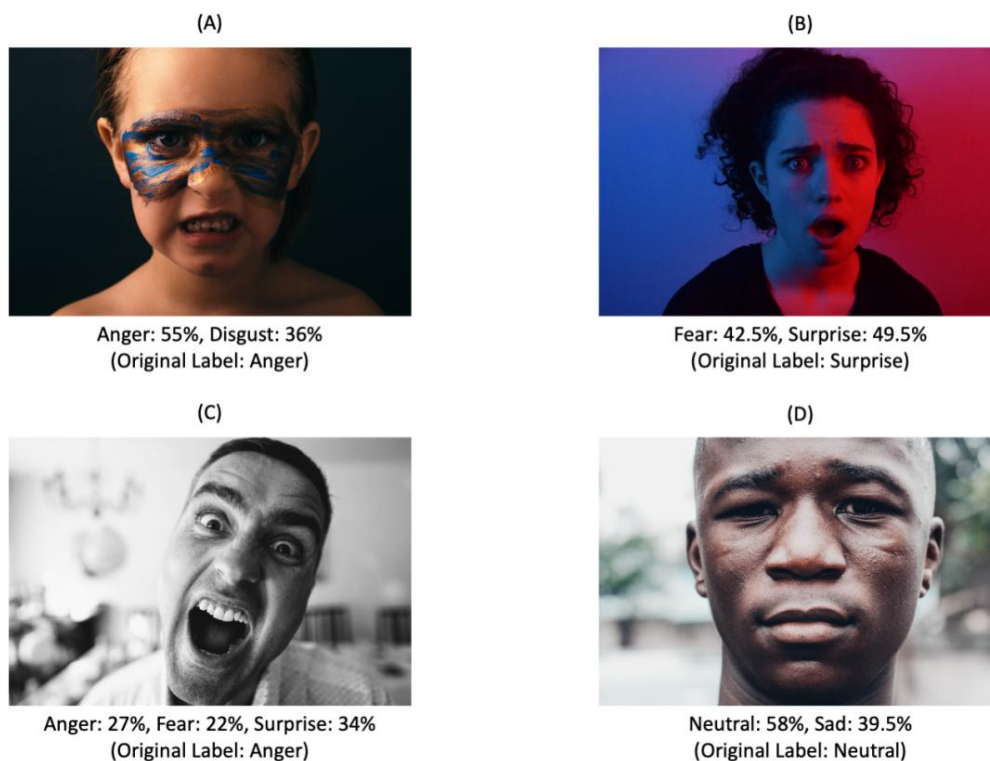 (A)
(B)
Anger: 55%, Disgust: 36%
(Original Label: Anger)
Fear: 42.5%, Surprise: 49.5%
(Original Label: Surprise)
(C)
(D)
Anger: 27%, Fear: 22%, Surprise: 34%
(Original Label: Anger)
Neutral: 58%, Sad: 39.5%
(Original Label: Neutral)